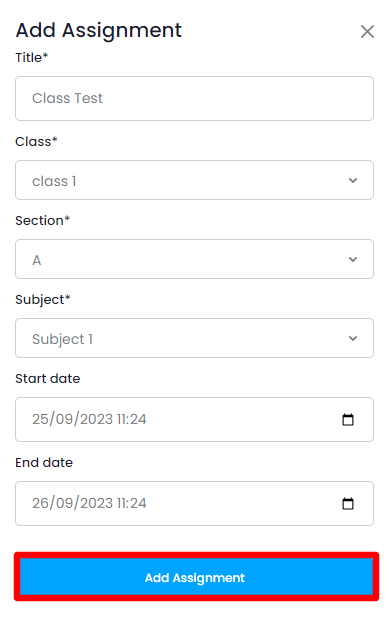 Add Assignment
Title*
Class Test
Class*
class 1
Section*
A
Subject*
Subject 1
Start date
25/09/2023 11:24
End date
26/09/2023 11:24
Add Assignment